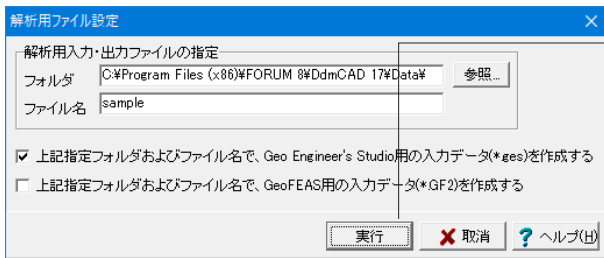 解析用ファイル設定
解析用入力・出力ファイルの指定
フォルダ C:¥Program Files (x86)¥FORUM 8¥DdmCAD 17¥Data¥ 参照...
ファイル名 sample
上記指定フォルダおよびファイル名で、Geo Engineer's Studio用の入力データ(*.ges)を作成する
上記指定フォルダおよびファイル名で、GeoFEAS用の入力データ(*.GF2)を作成する
実行 取消 ヘルプ(H)